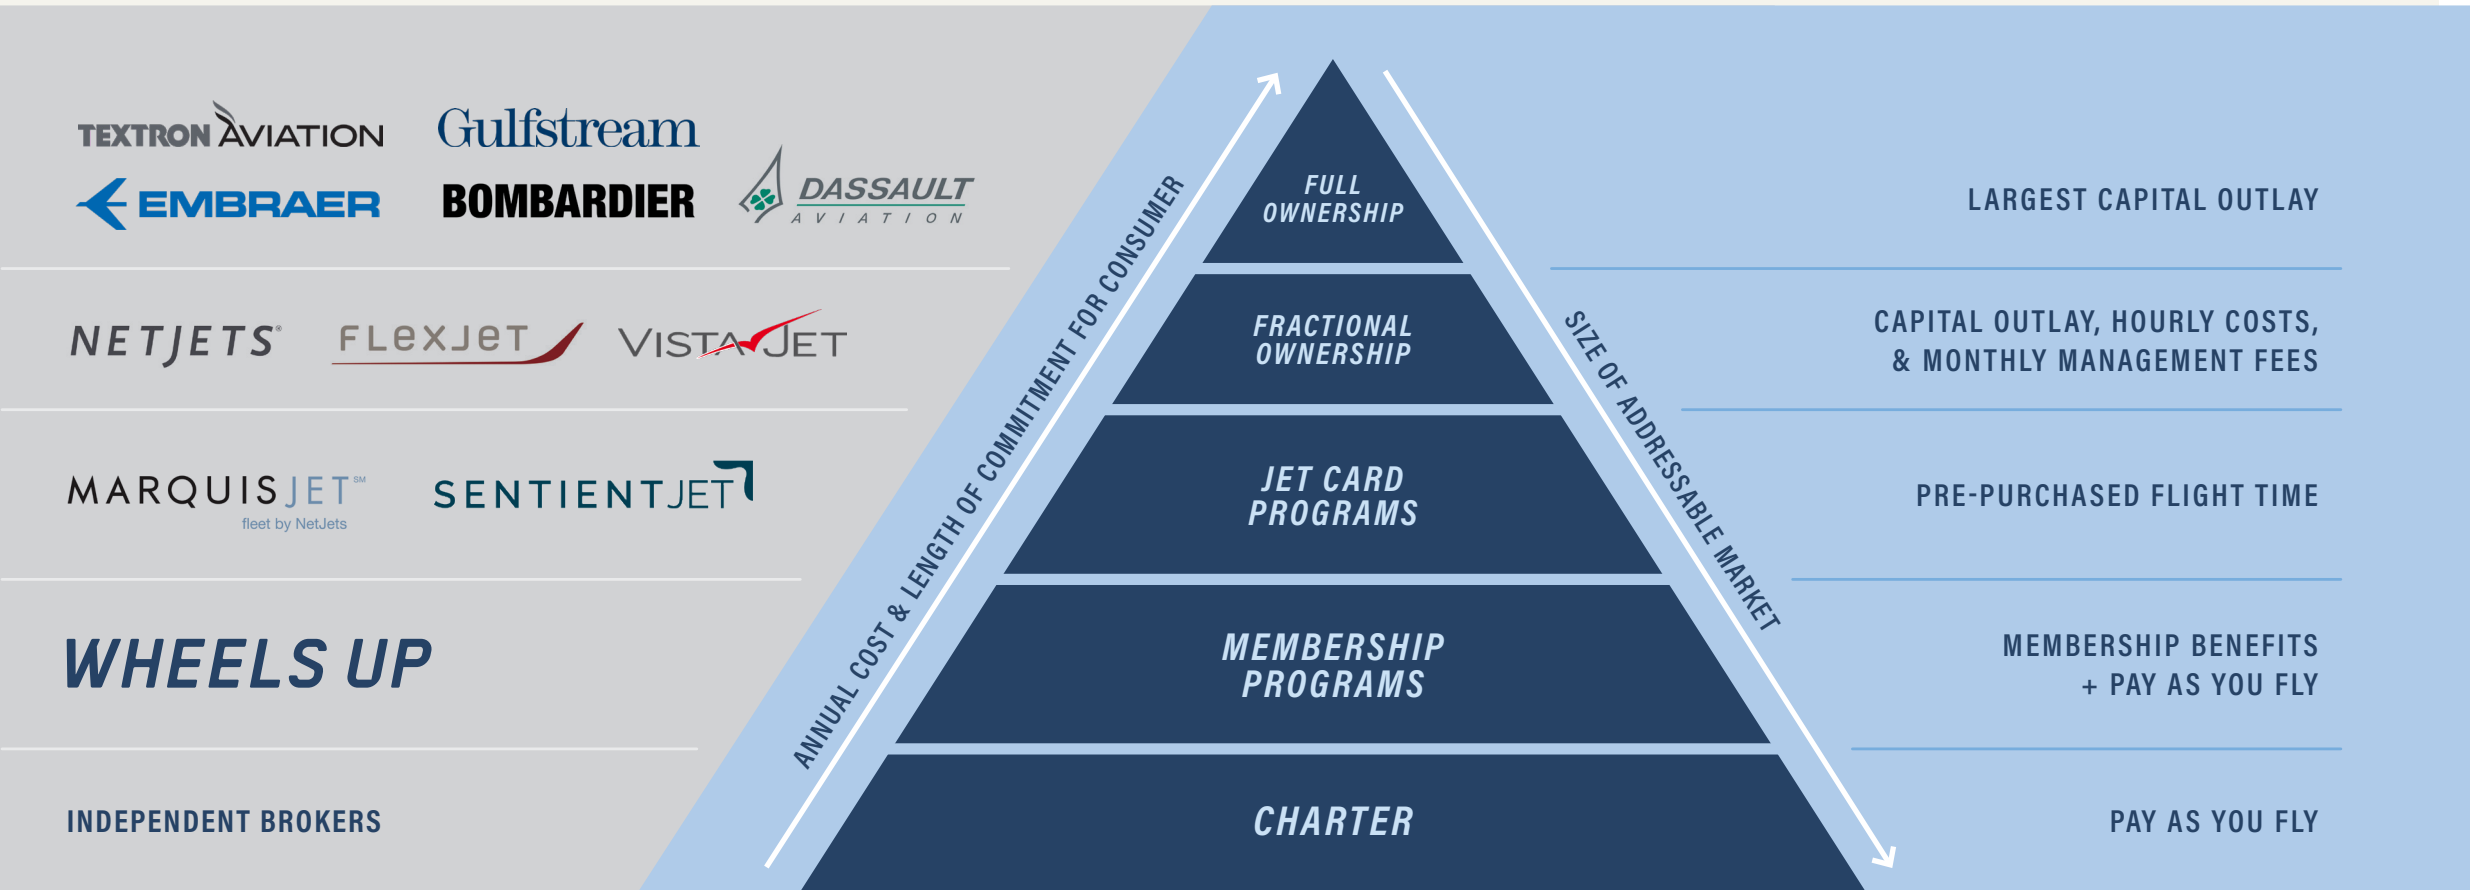 TEXTRON AVIATION
Gulfstream
EMBRAER
BOMBARDIER
DASSAULT
AVIATION
FULL
OWNERSHIP
LARGEST CAPITAL OUTLAY
NETJETS®
FLexJeT
VISTAJET
FRACTIONAL
OWNERSHIP
CAPITAL OUTLAY, HOURLY COSTS,
& MONTHLY MANAGEMENT FEES
MARQUISJET℠
fleet by NetJets
SENTIENTJET
JET CARD
PROGRAMS
PRE-PURCHASED FLIGHT TIME
WHEELS UP
MEMBERSHIP
PROGRAMS
MEMBERSHIP BENEFITS
+ PAY AS YOU FLY
INDEPENDENT BROKERS
CHARTER
PAY AS YOU FLY
ANNUAL COST & LENGTH OF COMMITMENT FOR CONSUMER
SIZE OF ADDRESSABLE MARKET